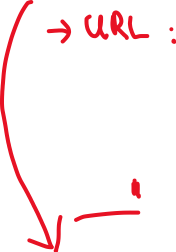 → URL :